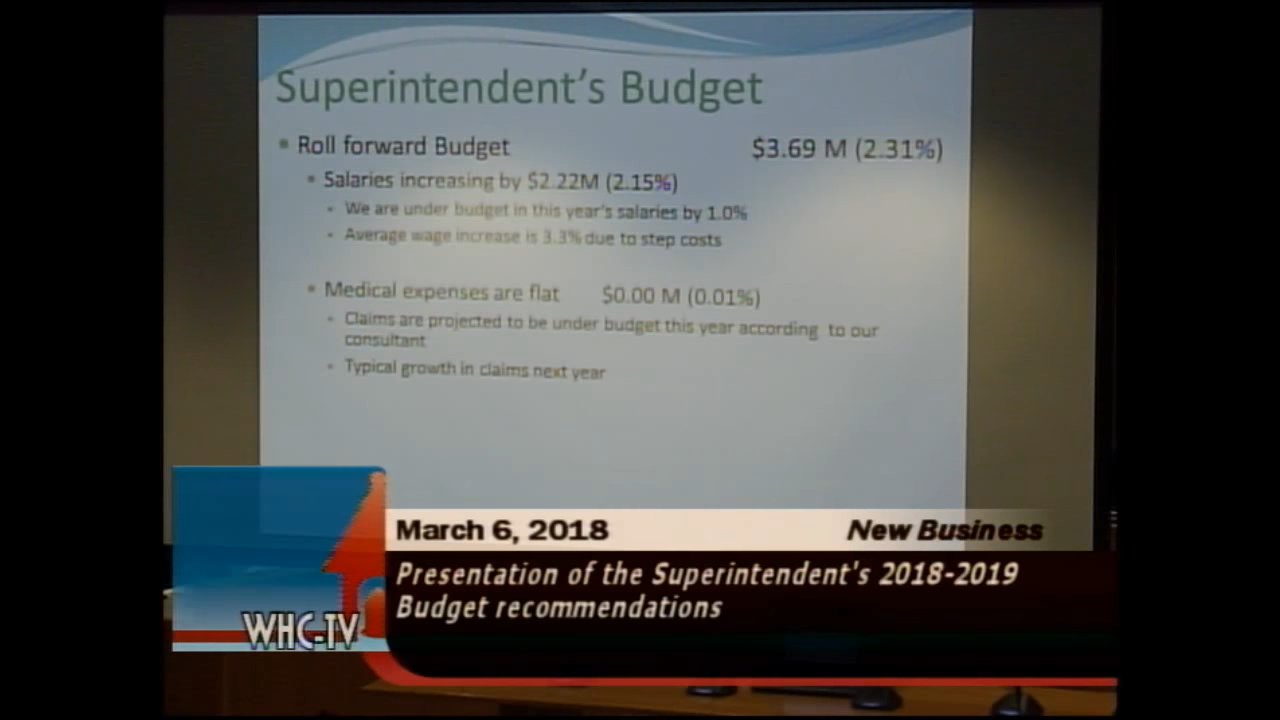 Superintendent's Budget
Roll forward Budget $3.69 M (2.31%)
Salaries increasing by $2.22M (2.15%)
We are under budget in this year's salaries by 1.0%
Average wage increase is 3.3% due to step costs
Medical expenses are flat $0.00 M (0.01%)
Claims are projected to be under budget this year according to our
consultant
Typical growth in claims next year
March 6, 2018 New Business
Presentation of the Superintendent's 2018-2019
Budget recommendations
WHC-TV